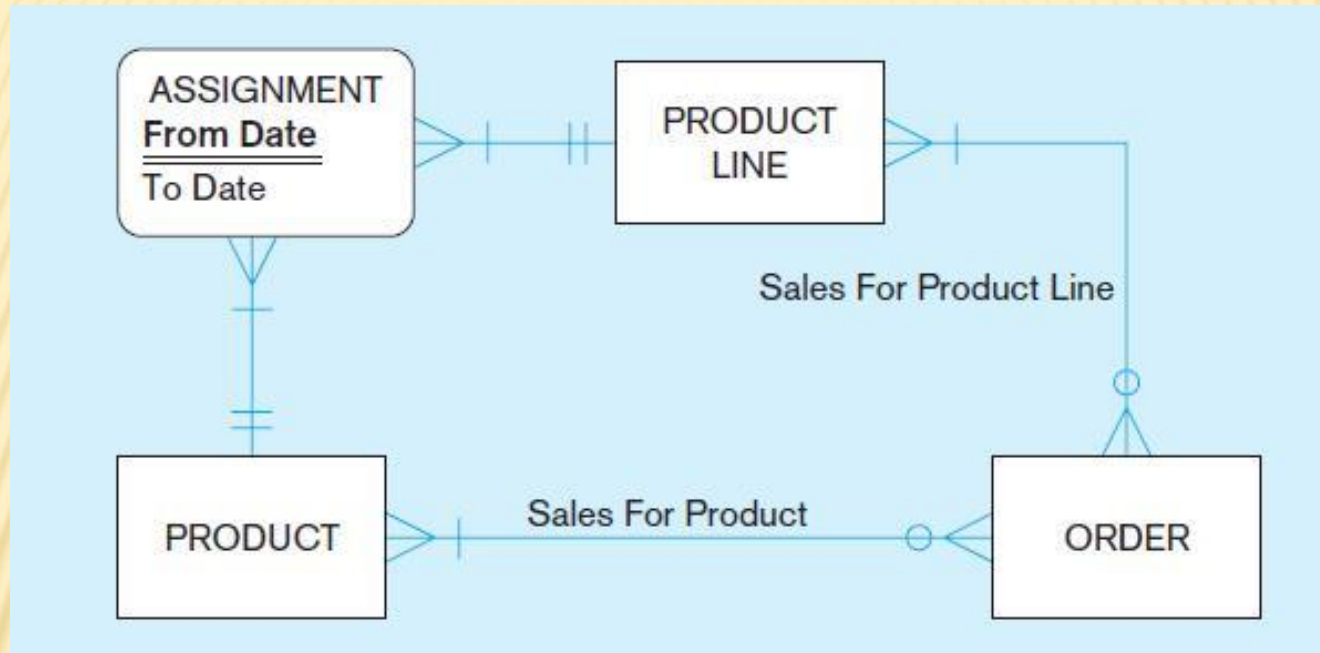 ASSIGNMENT
From Date
To Date
PRODUCT
LINE
Sales For Product Line
PRODUCT
Sales For Product
ORDER